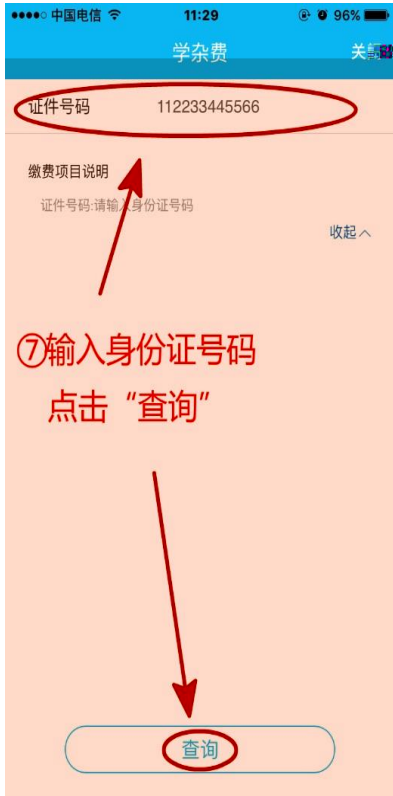 中国电信 11:29 96%
学杂费 关
证件号码 112233445566
缴费项目说明
证件号码:请输入身份证号码
收起
⑦输入身份证号码
点击“查询”
查询